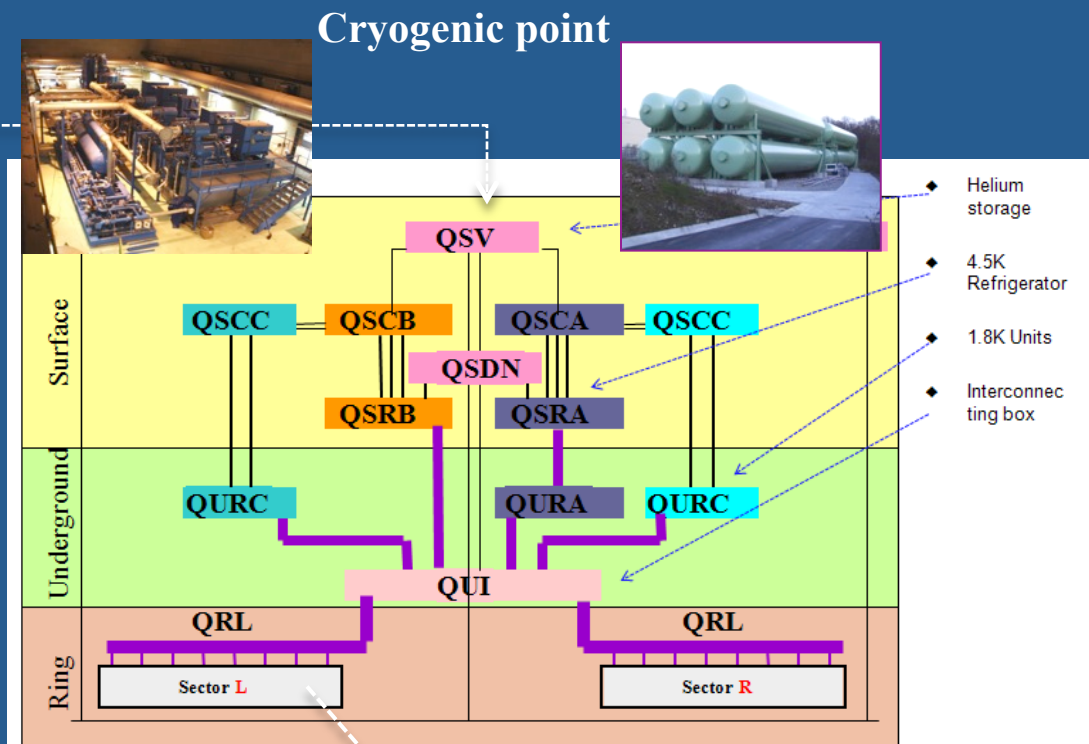 Cryogenic point
Helium
storage
4.5K
Refrigerator
1.8K Units
Interconnec
ting box
Surface
QSV
QSCC
QSCB
QSCA
QSCC
QSDN
QSRB
QSRA
Underground
QURC
QURA
QURC
QUI
Ring
QRL
QRL
Sector L
Sector R